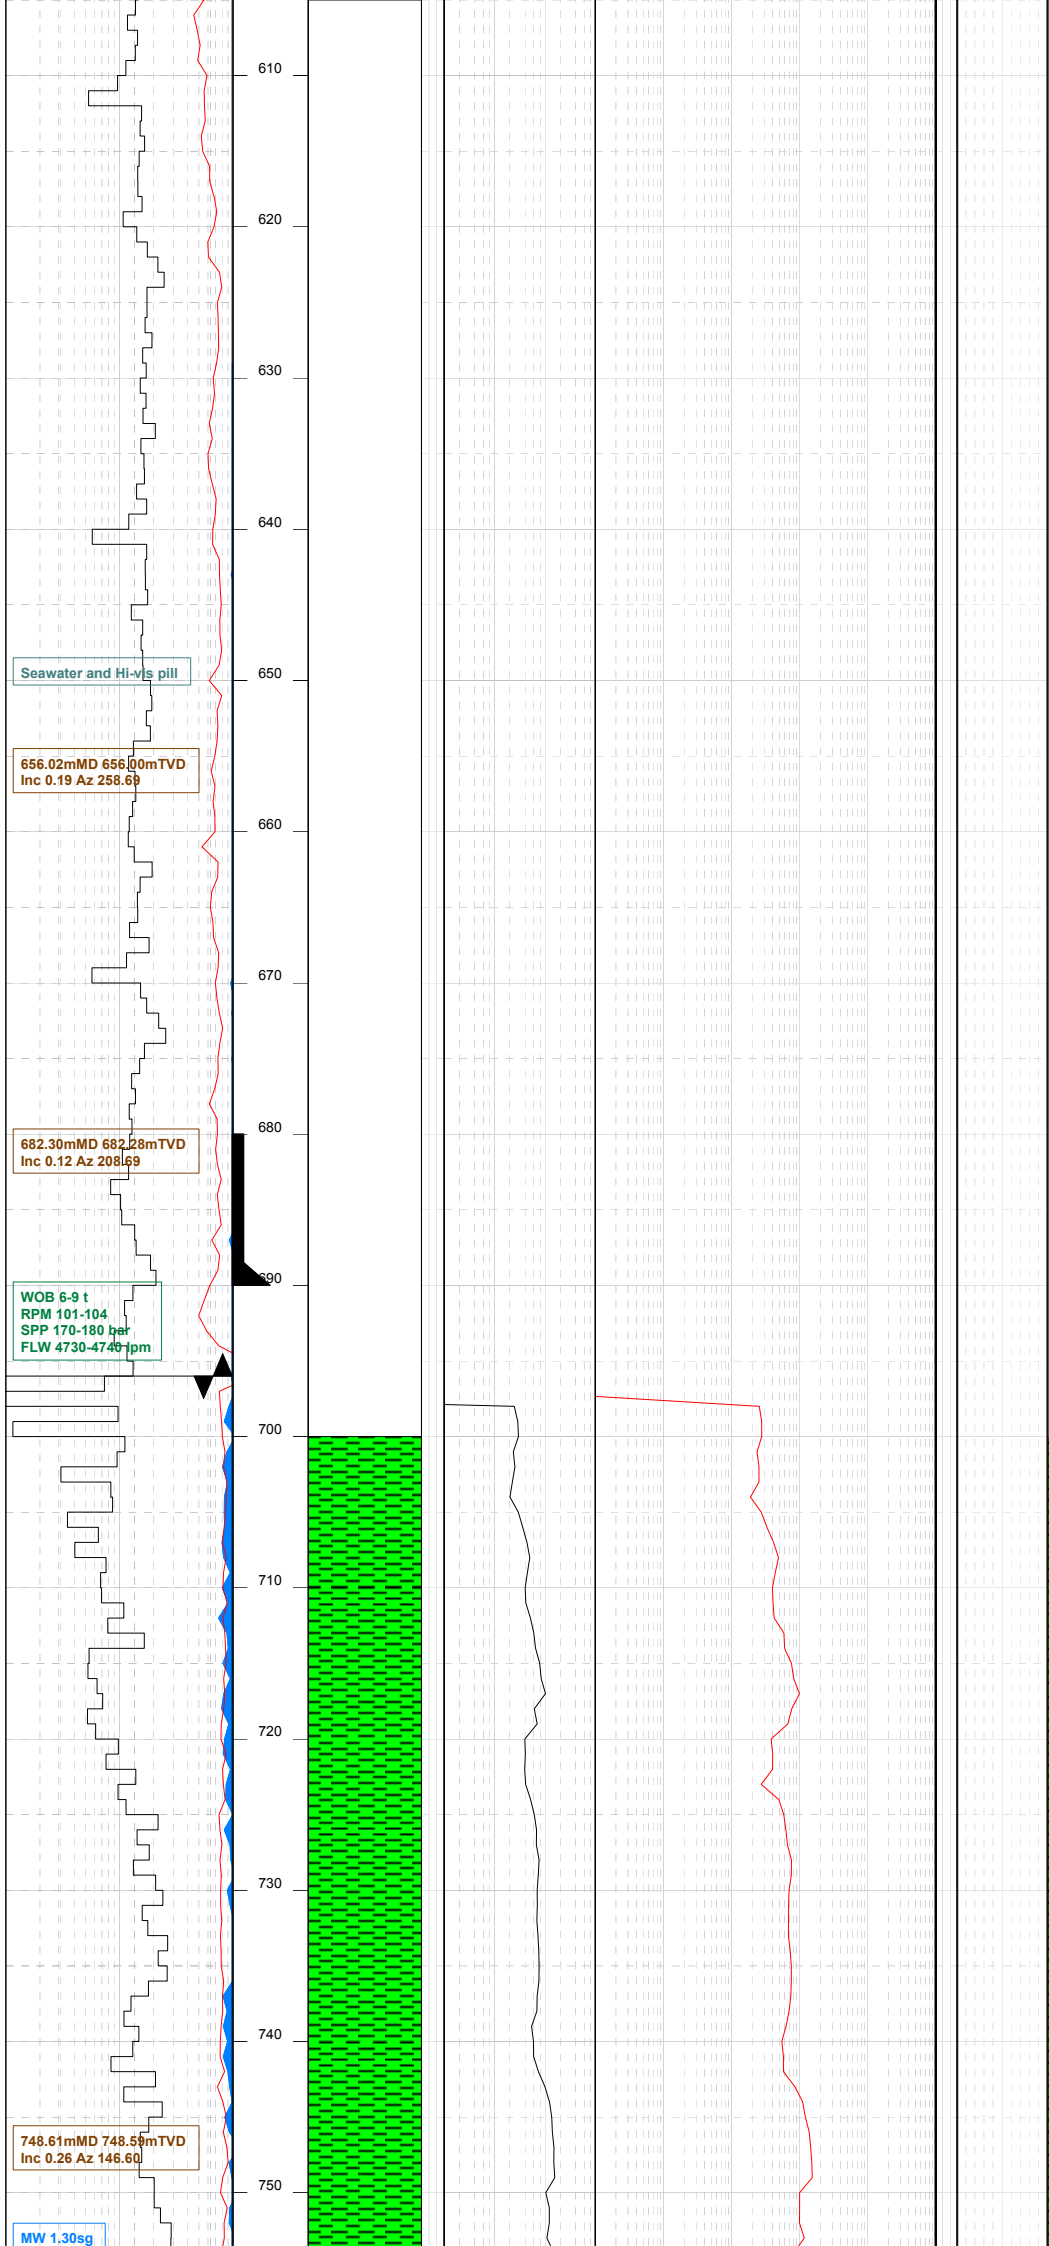 610
620
630
640
Seawater and Hi-vis pill
650
656.02mMD 656.00mTVD
Inc 0.19 Az 258.69
660
670
680
682.30mMD 682.28mTVD
Inc 0.12 Az 208.69
690
WOB 6-9 t
RPM 101-104
SPP 170-180 bar
FLW 4730-4740 lpm
700
710
720
730
740
748.61mMD 748.59mTVD
Inc 0.26 Az 146.60
750
MW 1.30sg